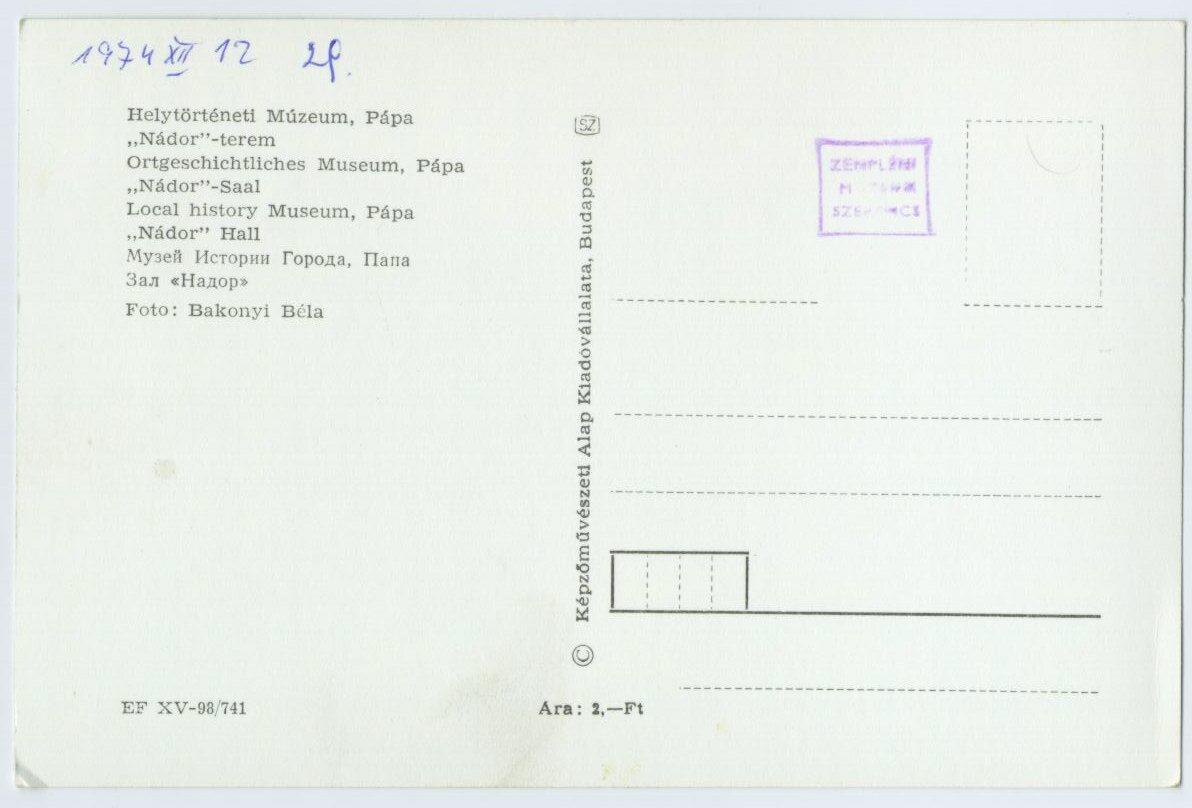 1974 XII 12 2f.
Helytörténeti Múzeum, Pápa
„Nádor”-terem
Ortgeschichtliches Museum, Pápa
„Nádor”-Saal
Local history Museum, Pápa
„Nádor” Hall
Музей Истории Города, Папа
Зал «Надор»
Foto: Bakonyi Béla
EF XV-98/741
SZ
© Képzőművészeti Alap Kiadóvállalata, Budapest
Ara: 2,—Ft
ZEMPLÉNI